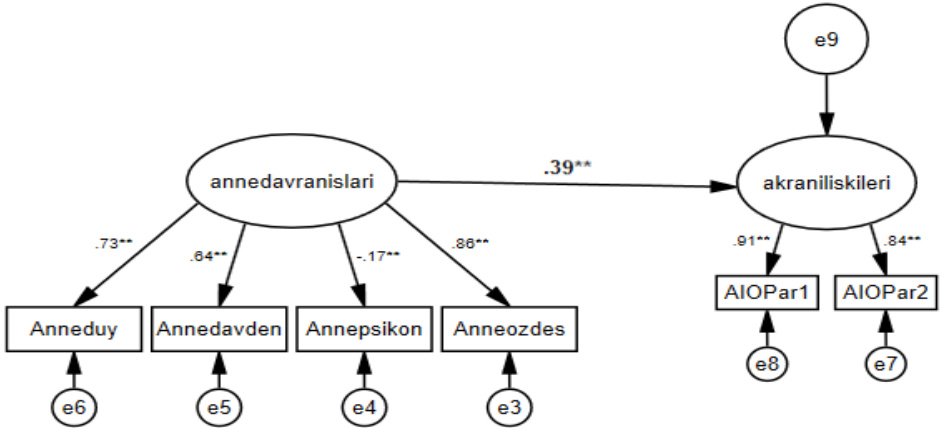 e9
annedavranislari
.39**
akraniliskileri
.73**
.64**
-.17**
.86**
.91**
.84**
Anneduy
Annedavden
Annepsikon
Anneozdes
AIOPar1
AIOPar2
e6
e5
e4
e3
e8
e7